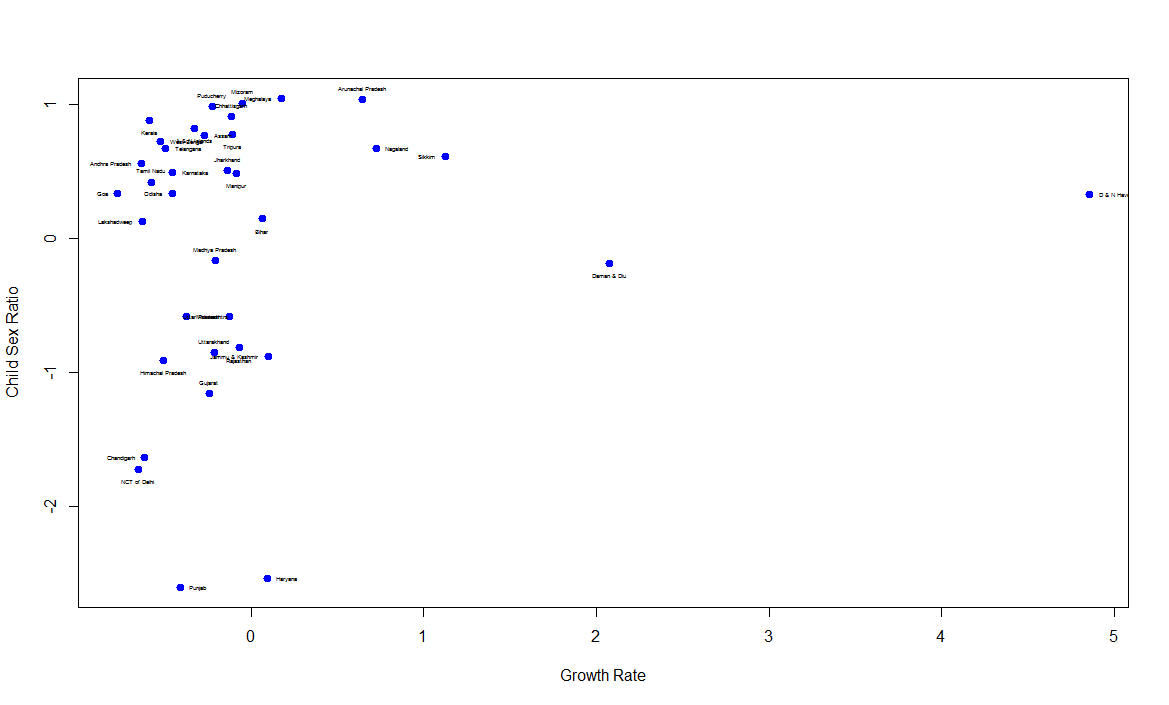 Arunachal Pradesh
Mizoram
Puducherry
Meghalaya
1
Chhattisgarh
Kerala
Assam
West Bengal
Tripura
Telangana
Nagaland
Sikkim
Jharkhand
Andhra Pradesh
Tamil Nadu
Karnataka
Manipur
Goa
Odisha
D & N Have
Lakshadweep
Bihar
0
Madhya Pradesh
Daman & Diu
Uttarakhand
Jammu & Kashmir
Rajasthan
-1
Himachal Pradesh
Gujarat
Chandigarh
NCT of Delhi
-2
Haryana
Punjab
Child Sex Ratio
0 1 2 3 4 5
Growth Rate